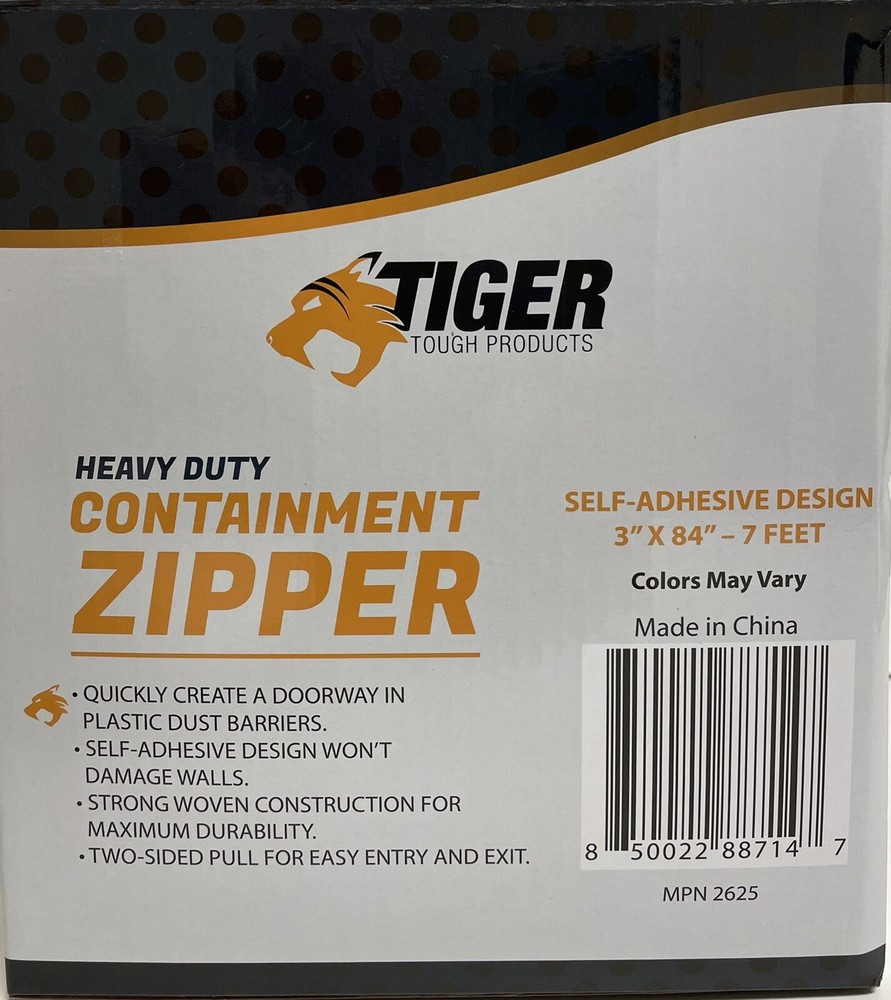 TIGER
TOUGH PRODUCTS
HEAVY DUTY
CONTAINMENT
ZIPPER
• QUICKLY CREATE A DOORWAY IN
PLASTIC DUST BARRIERS.
• SELF-ADHESIVE DESIGN WON'T
DAMAGE WALLS.
• STRONG WOVEN CONSTRUCTION FOR
MAXIMUM DURABILITY.
• TWO-SIDED PULL FOR EASY ENTRY AND EXIT.
SELF-ADHESIVE DESIGN
3” X 84” – 7 FEET
Colors May Vary
Made in China
8 50022 88714 7
MPN 2625